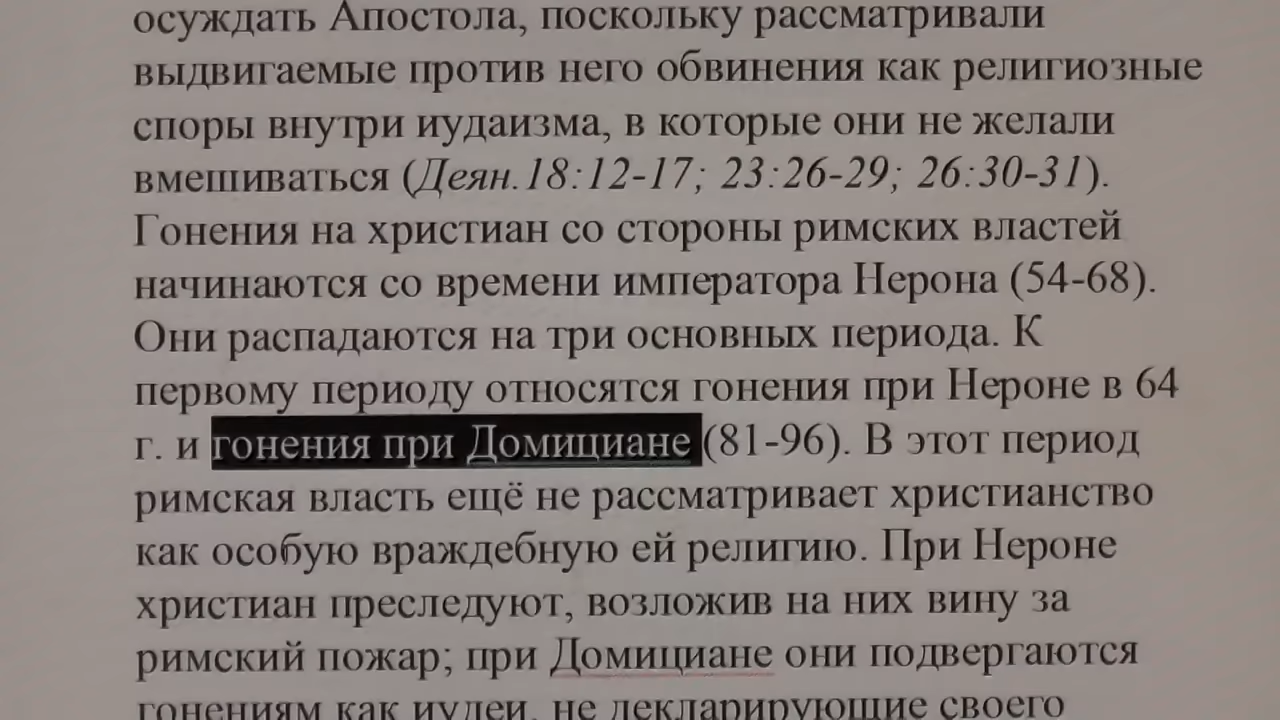 осуждать Апостола, поскольку рассматривали
выдвигаемые против него обвинения как религиозные
споры внутри иудаизма, в которые они не желали
вмешиваться (Деян.18:12-17; 23:26-29; 26:30-31).
Гонения на христиан со стороны римских властей
начинаются со времени императора Нерона (54-68).
Они распадаются на три основных периода. К
первому периоду относятся гонения при Нероне в 64
г. и гонения при Домициане (81-96). В этот период
римская власть ещё не рассматривает христианство
как особую враждебную ей религию. При Нероне
христиан преследуют, возложив на них вину за
римский пожар; при Домициане они подвергаются
гонениям как иудеи, не декларирующие своего